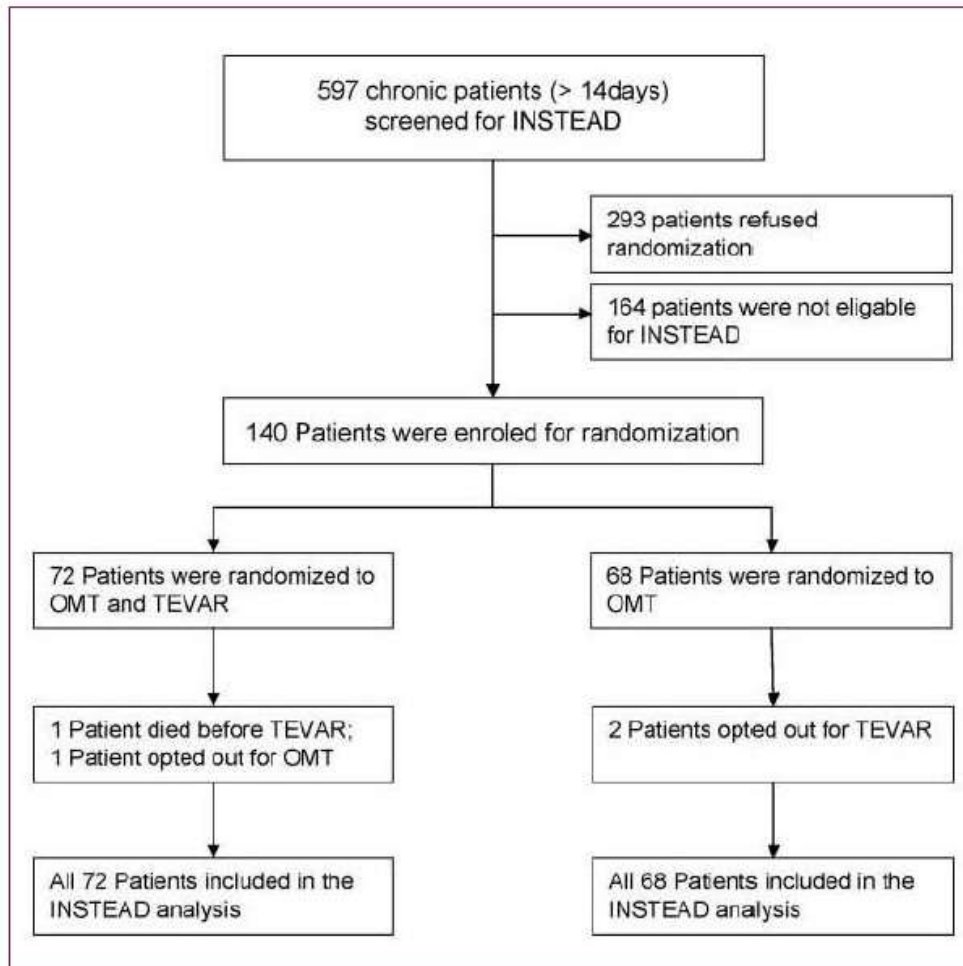 597 chronic patients (> 14days)
screened for INSTEAD
293 patients refused
randomization
164 patients were not eligable
for INSTEAD
140 Patients were enroled for randomization
72 Patients were randomized to
OMT and TEVAR
68 Patients were randomized to
OMT
1 Patient died before TEVAR;
1 Patient opted out for OMT
2 Patients opted out for TEVAR
All 72 Patients included in the
INSTEAD analysis
All 68 Patients included in the
INSTEAD analysis